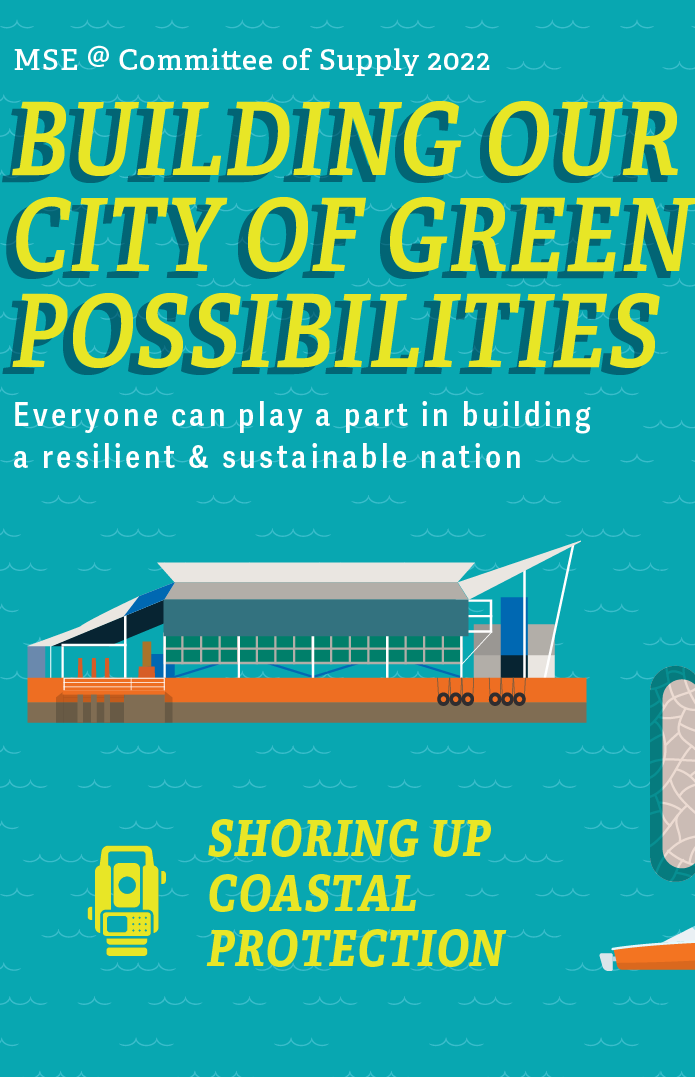 MSE @ Committee of Supply 2022
BUILDING OUR
CITY OF GREEN
POSSIBILITIES
Everyone can play a part in building
a resilient & sustainable nation
SHORING UP
COASTAL
PROTECTION